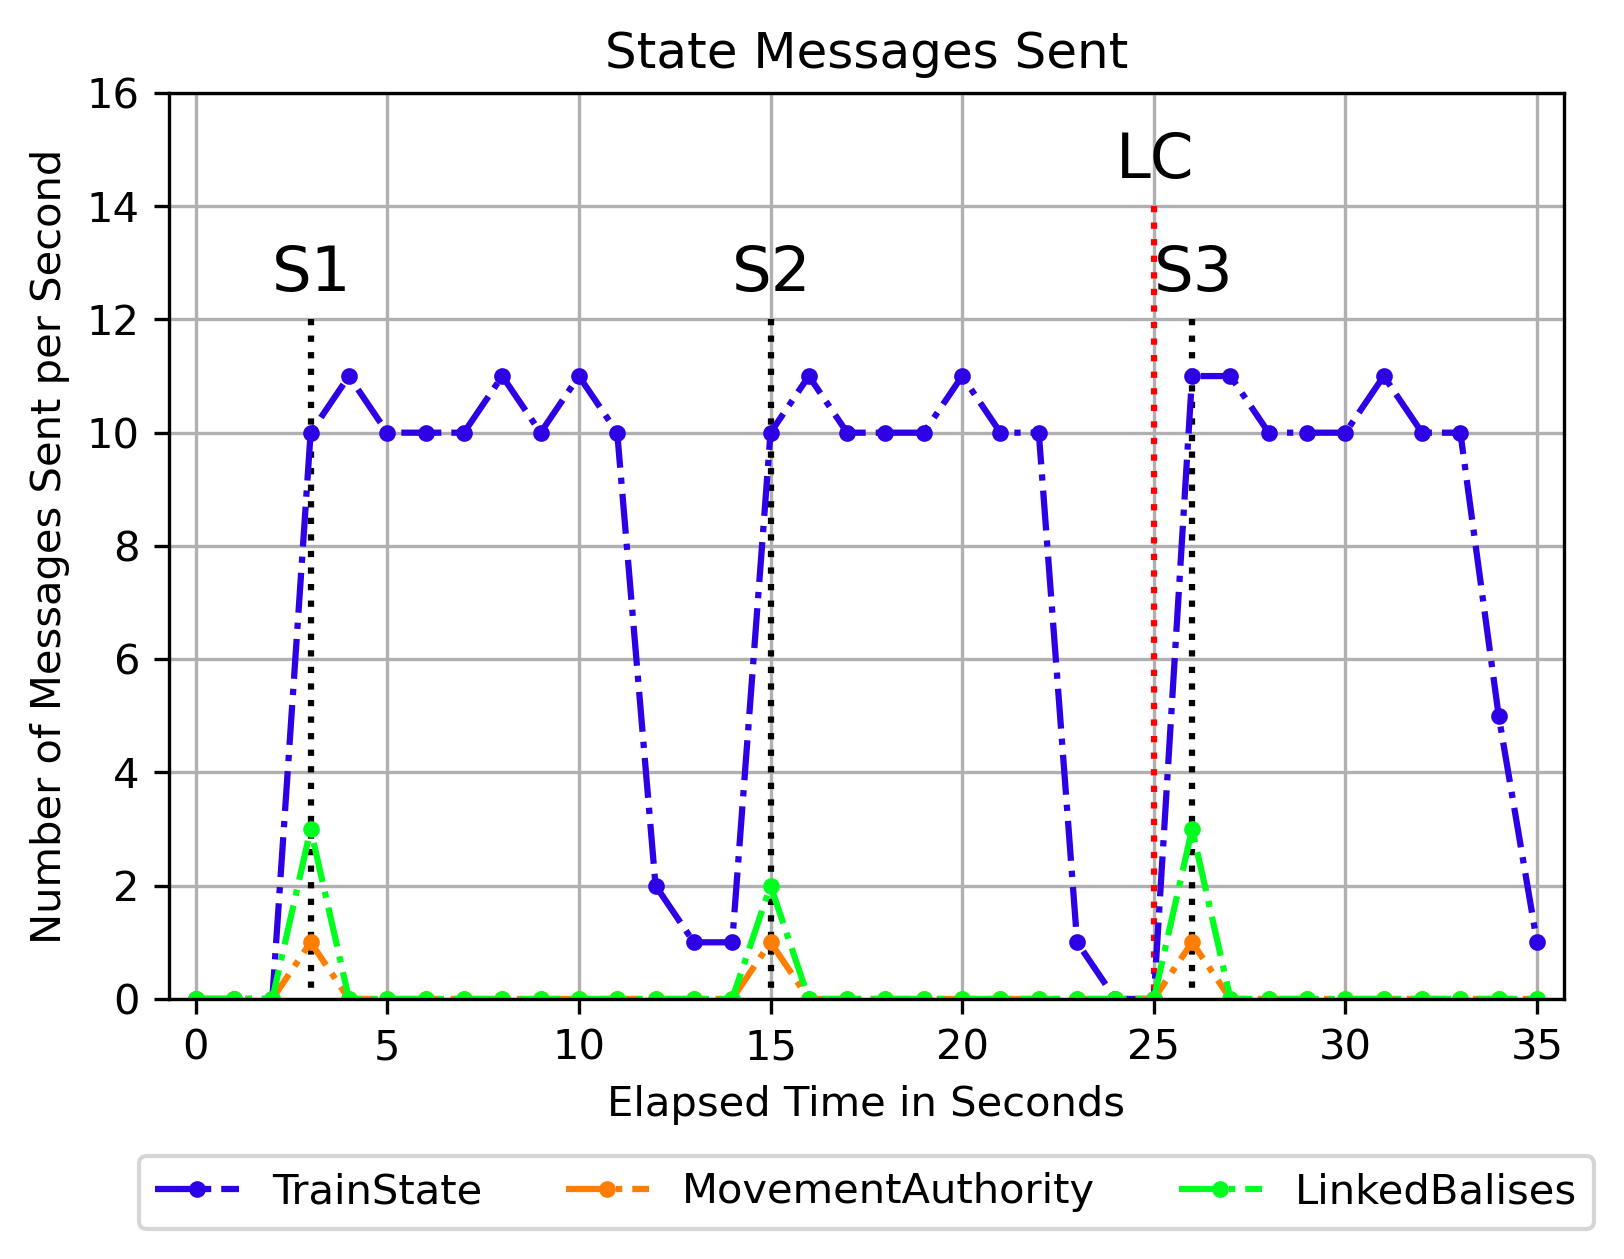 State Messages Sent
Number of Messages Sent per Second
16
14
12
10
8
6
4
2
0
LC
S1
S2
S3
0 5 10 15 20 25 30 35
Elapsed Time in Seconds
TrainState MovementAuthority LinkedBalises